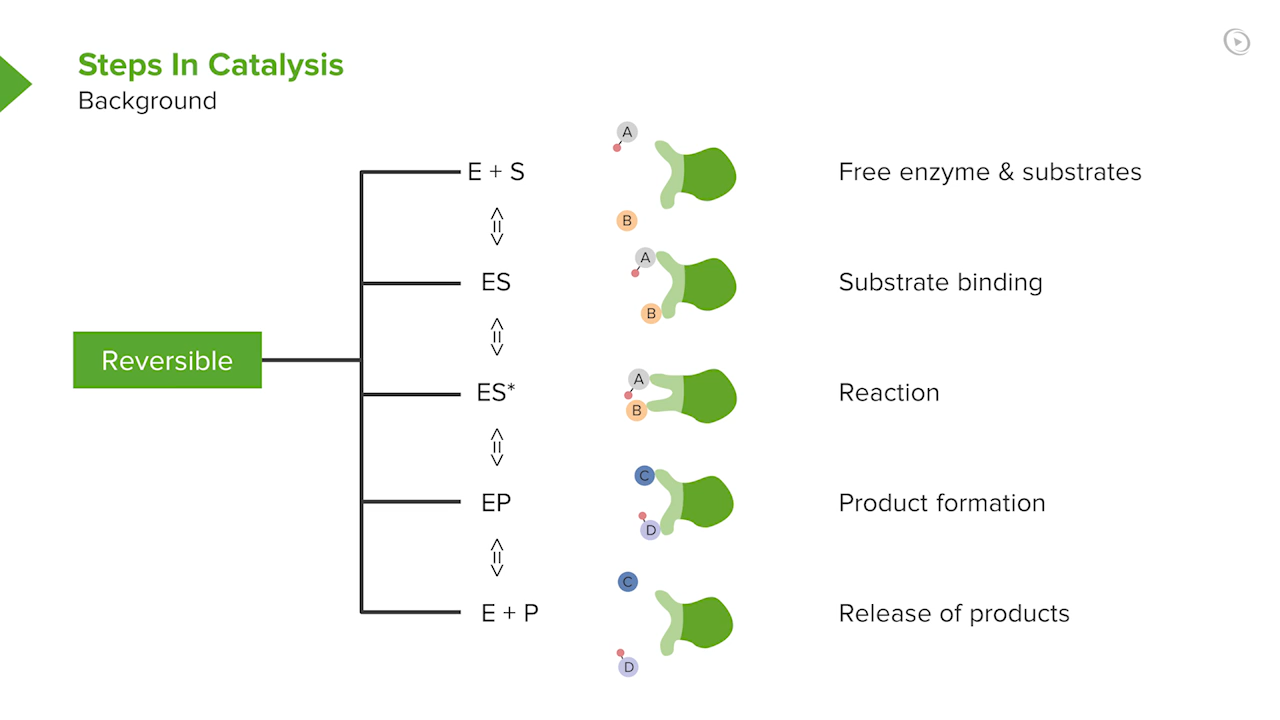 Steps In Catalysis
Background
A
E + S
Free enzyme & substrates
B
<=>
A
ES
Substrate binding
B
<=>
Reversible
A
ES*
Reaction
B
<=>
C
EP
Product formation
D
<=>
C
E + P
Release of products
D